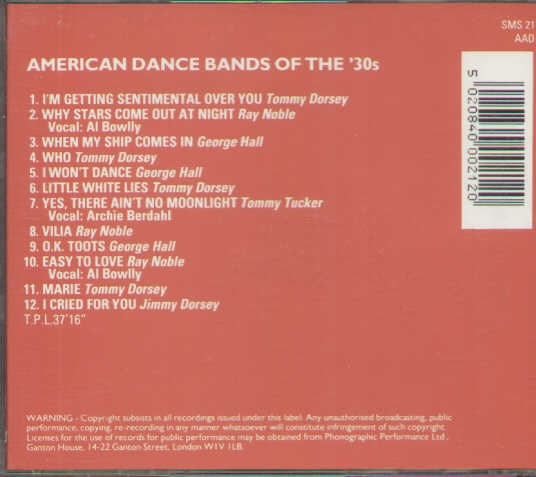 SMS 21
AAD
AMERICAN DANCE BANDS OF THE '30s
1. I'M GETTING SENTIMENTAL OVER YOU Tommy Dorsey
2. WHY STARS COME OUT AT NIGHT Ray Noble
Vocal: Al Bowlly
3. WHEN MY SHIP COMES IN George Hall
4. WHO Tommy Dorsey
5. I WON'T DANCE George Hall
6. LITTLE WHITE LIES Tommy Dorsey
7. YES, THERE AIN'T NO MOONLIGHT Tommy Tucker
Vocal: Archie Berdahl
8. VILIA Ray Noble
9. O.K. TOOTS George Hall
10. EASY TO LOVE Ray Noble
Vocal: Al Bowlly
11. MARIE Tommy Dorsey
12. I CRIED FOR YOU Jimmy Dorsey
T.P.L.37'16"
5 020840 002120
WARNING - Copyright subsists in all recordings issued under this label. Any unauthorised broadcasting, public
performance, copying, re-recording in any manner whatsoever will constitute infringement of such copyright.
Licenses for the use of records for public performance may be obtained from Phonographic Performance Ltd.,
Ganton House, 14-22 Ganton Street, London W1V 1LB.